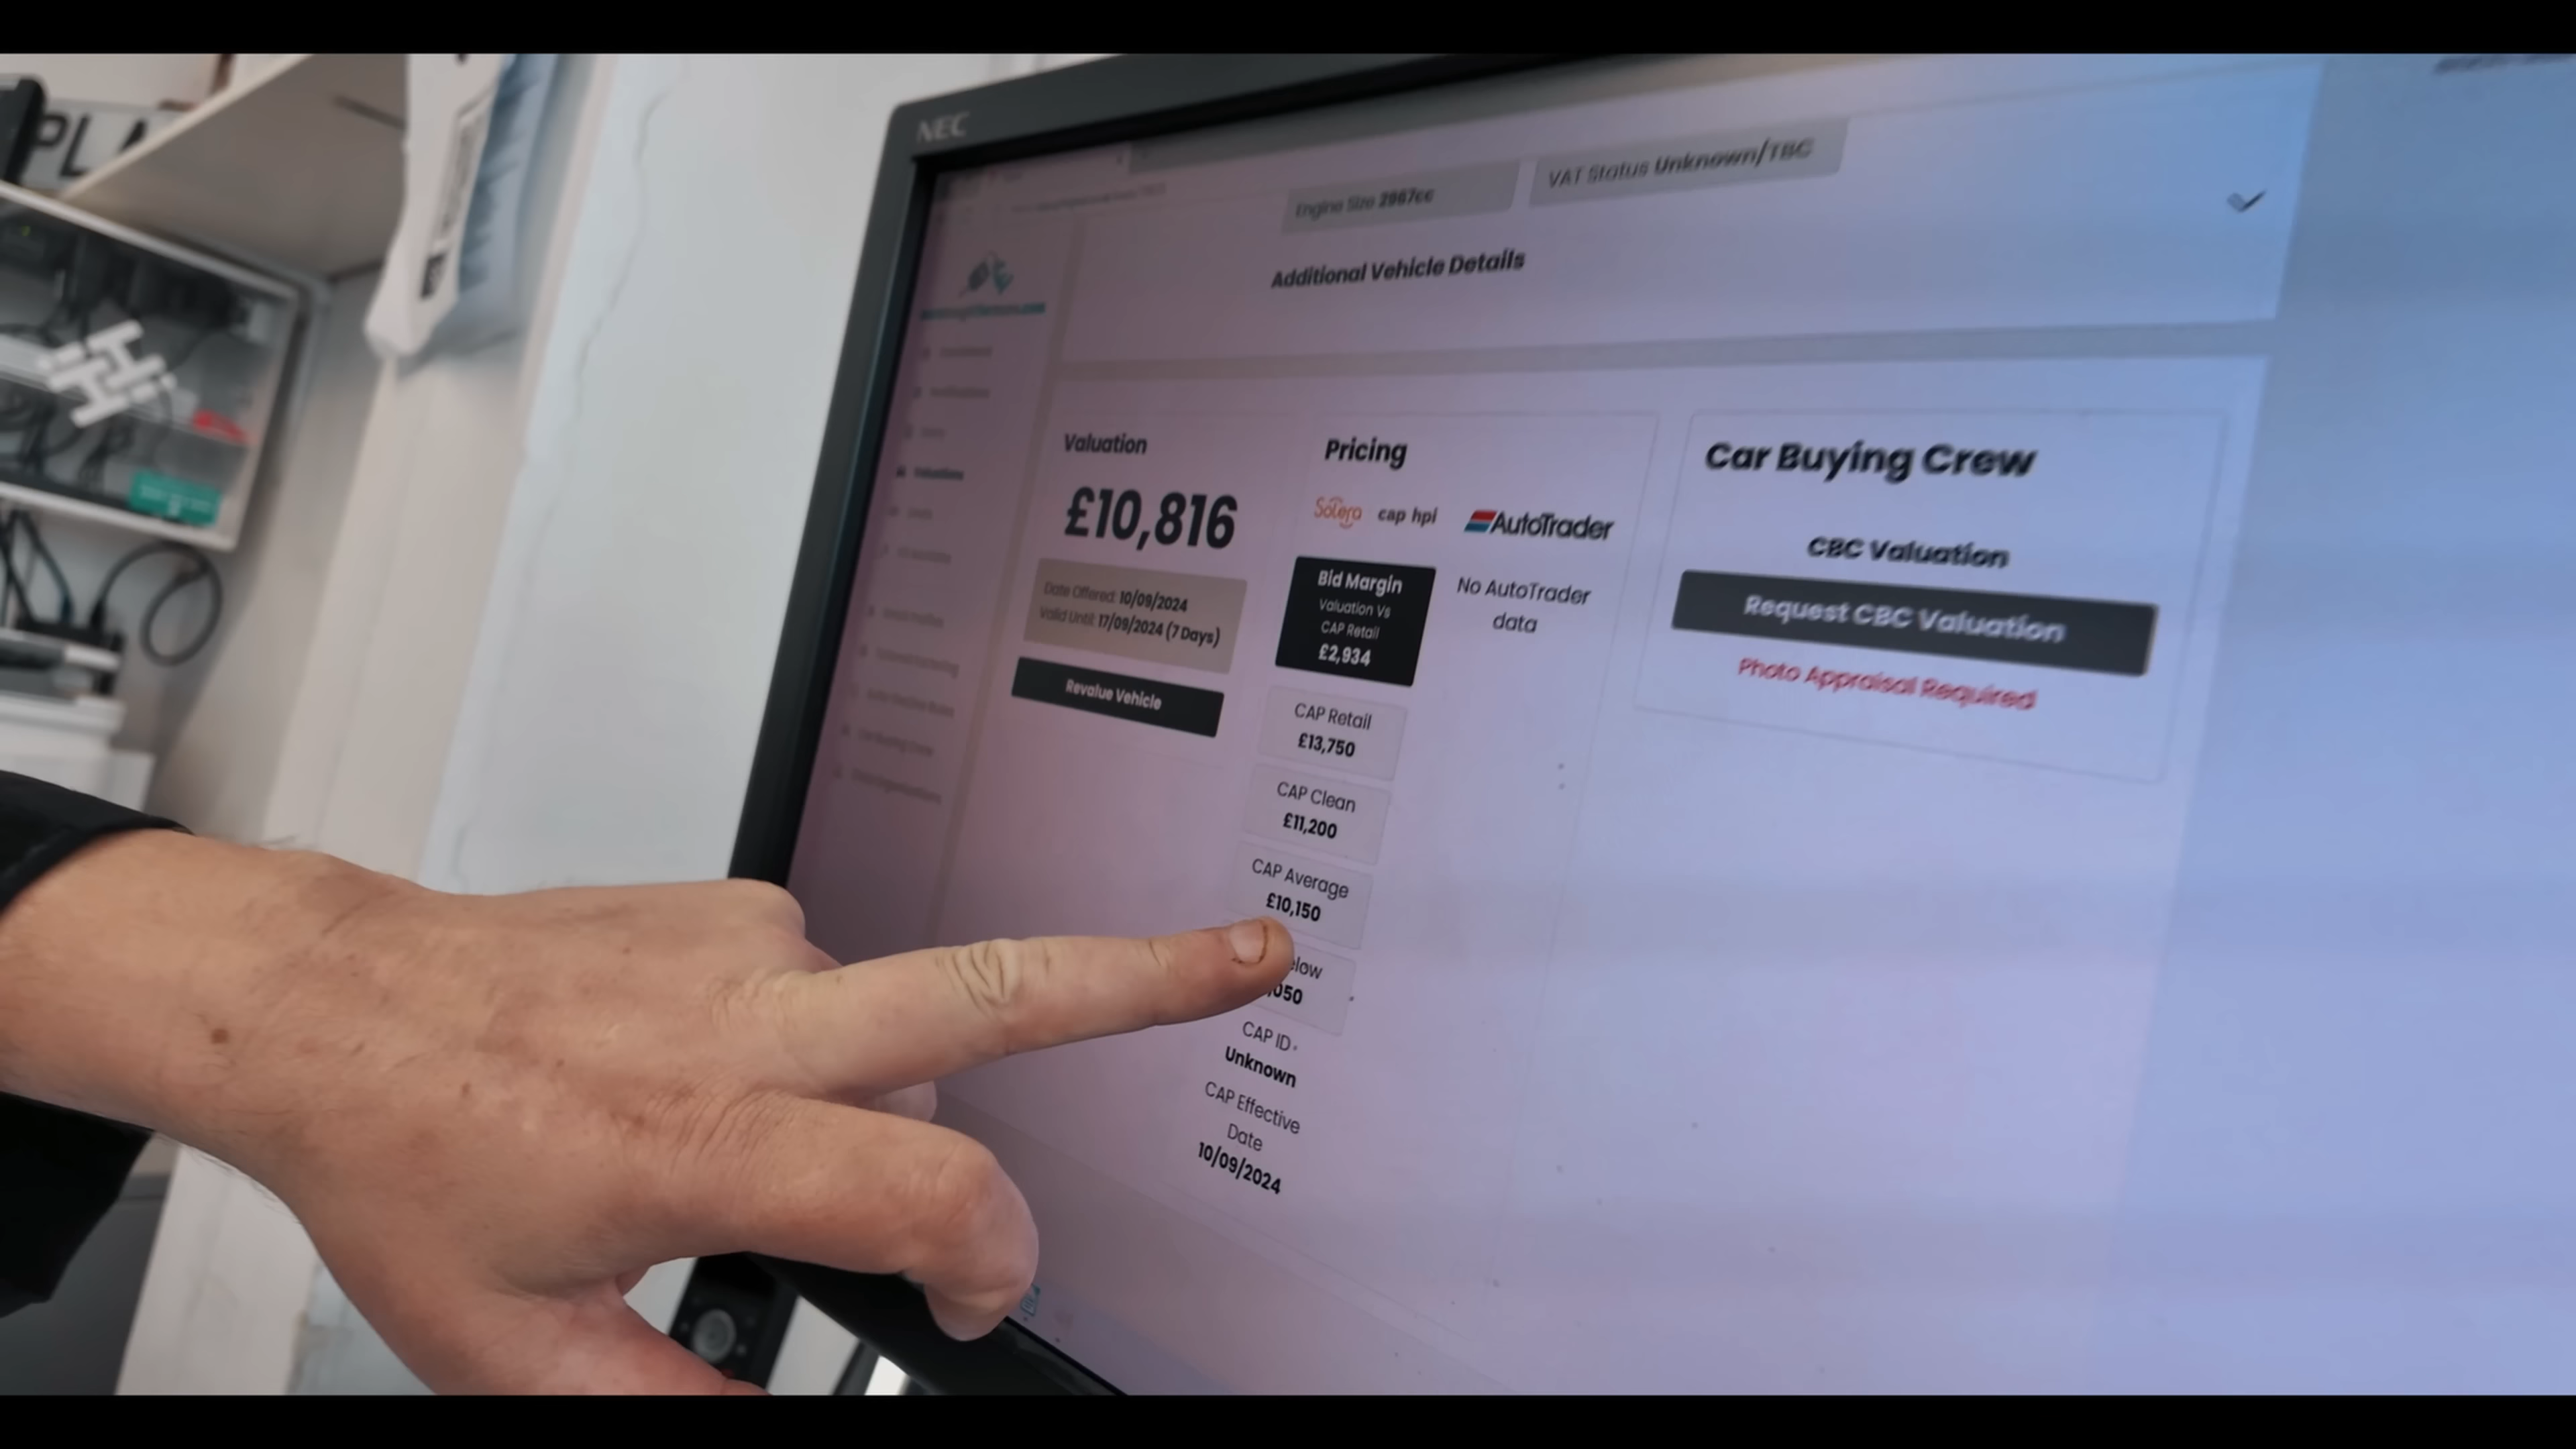 PLA
NEC
Engine Size 2967cc
VAT Status Unknown/TBC
Additional Vehicle Details
Valuations
Valuation
£10,816
Date Offered: 10/09/2024
Valid Until: 17/09/2024 (7 Days)
Revalue Vehicle
Pricing
Solera cap hpi
AutoTrader
Bid Margin
Valuation Vs
CAP Retail
£2,934
No AutoTrader
data
CAP Retail
£13,750
CAP Clean
£11,200
CAP Average
£10,150
elow
050
CAP ID
Unknown
CAP Effective
Date
10/09/2024
Car Buying Crew
CBC Valuation
Request CBC Valuation
Photo Appraisal Required